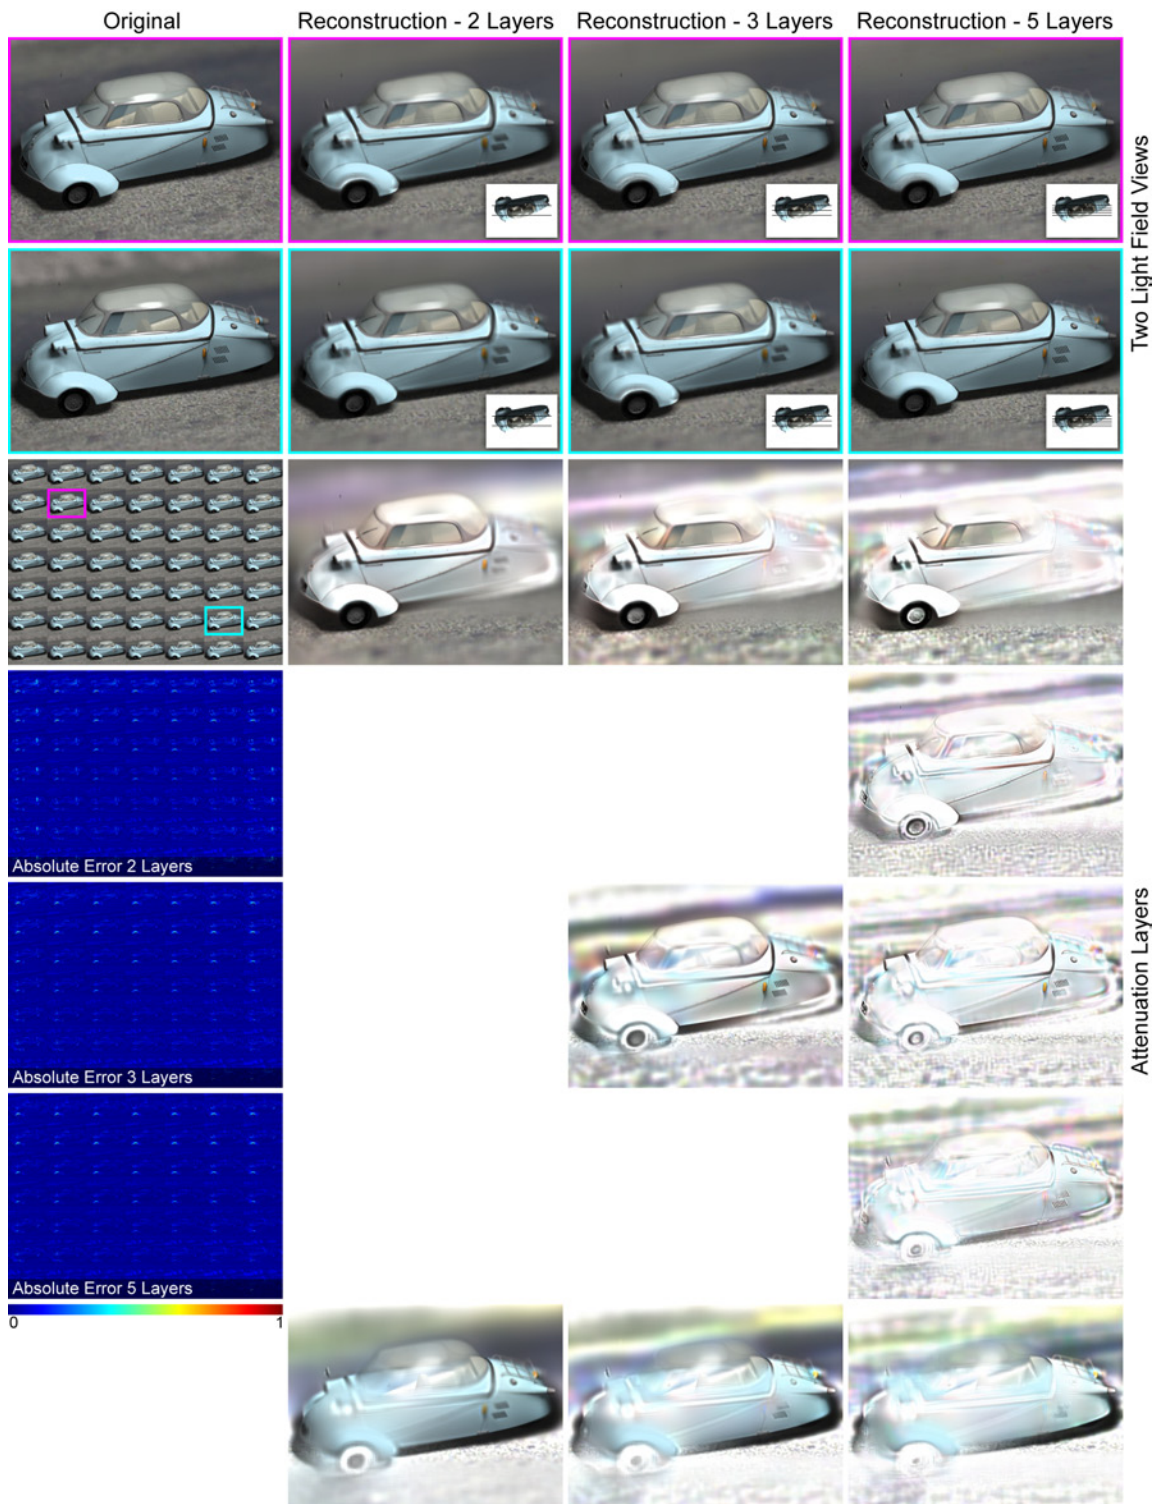 Original
Reconstruction - 2 Layers
Reconstruction - 3 Layers
Reconstruction - 5 Layers
Two Light Field Views
Absolute Error 2 Layers
Absolute Error 3 Layers
Attenuation Layers
Absolute Error 5 Layers
0
1